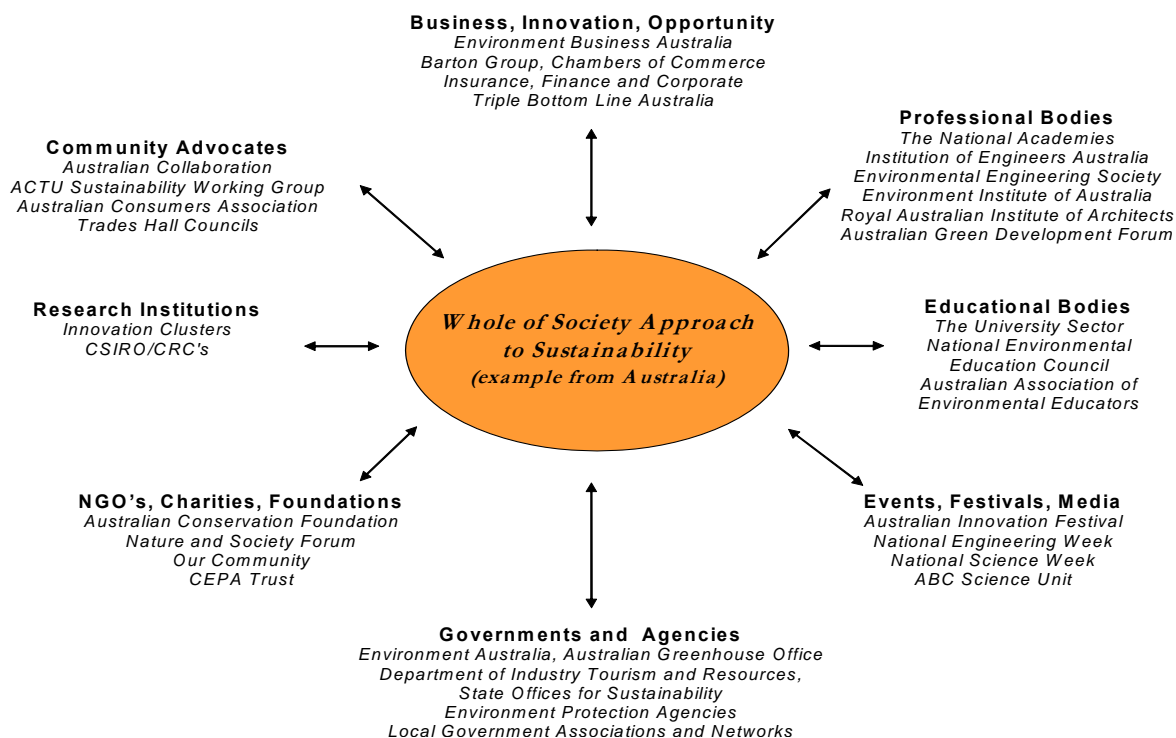 Business, Innovation, Opportunity
Environment Business Australia
Barton Group, Chambers of Commerce
Insurance, Finance and Corporate
Triple Bottom Line Australia
Professional Bodies
The National Academies
Institution of Engineers Australia
Environmental Engineering Society
Environment Institute of Australia
Royal Australian Institute of Architects
Australian Green Development Forum
Community Advocates
Australian Collaboration
ACTU Sustainability Working Group
Australian Consumers Association
Trades Hall Councils
Research Institutions
Innovation Clusters
CSIRO/CRC's
Whole of Society Approach
to Sustainability
(example from Australia)
Educational Bodies
The University Sector
National Environmental
Education Council
Australian Association of
Environmental Educators
NGO's, Charities, Foundations
Australian Conservation Foundation
Nature and Society Forum
Our Community
CEPA Trust
Events, Festivals, Media
Australian Innovation Festival
National Engineering Week
National Science Week
ABC Science Unit
Governments and Agencies
Environment Australia, Australian Greenhouse Office
Department of Industry Tourism and Resources,
State Offices for Sustainability
Environment Protection Agencies
Local Government Associations and Networks